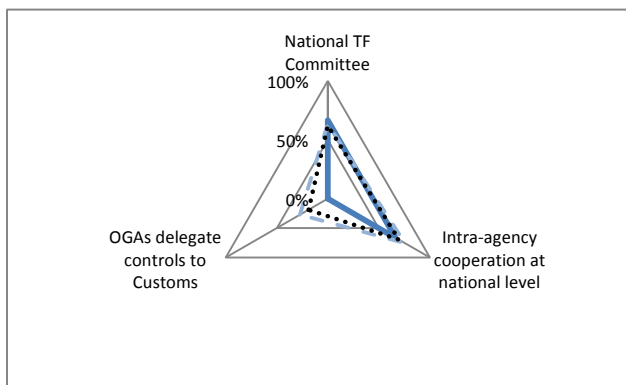 National TF
Committee
100%
50%
0%
OGAs delegate
controls to
Customs
Intra-agency
cooperation at
national level